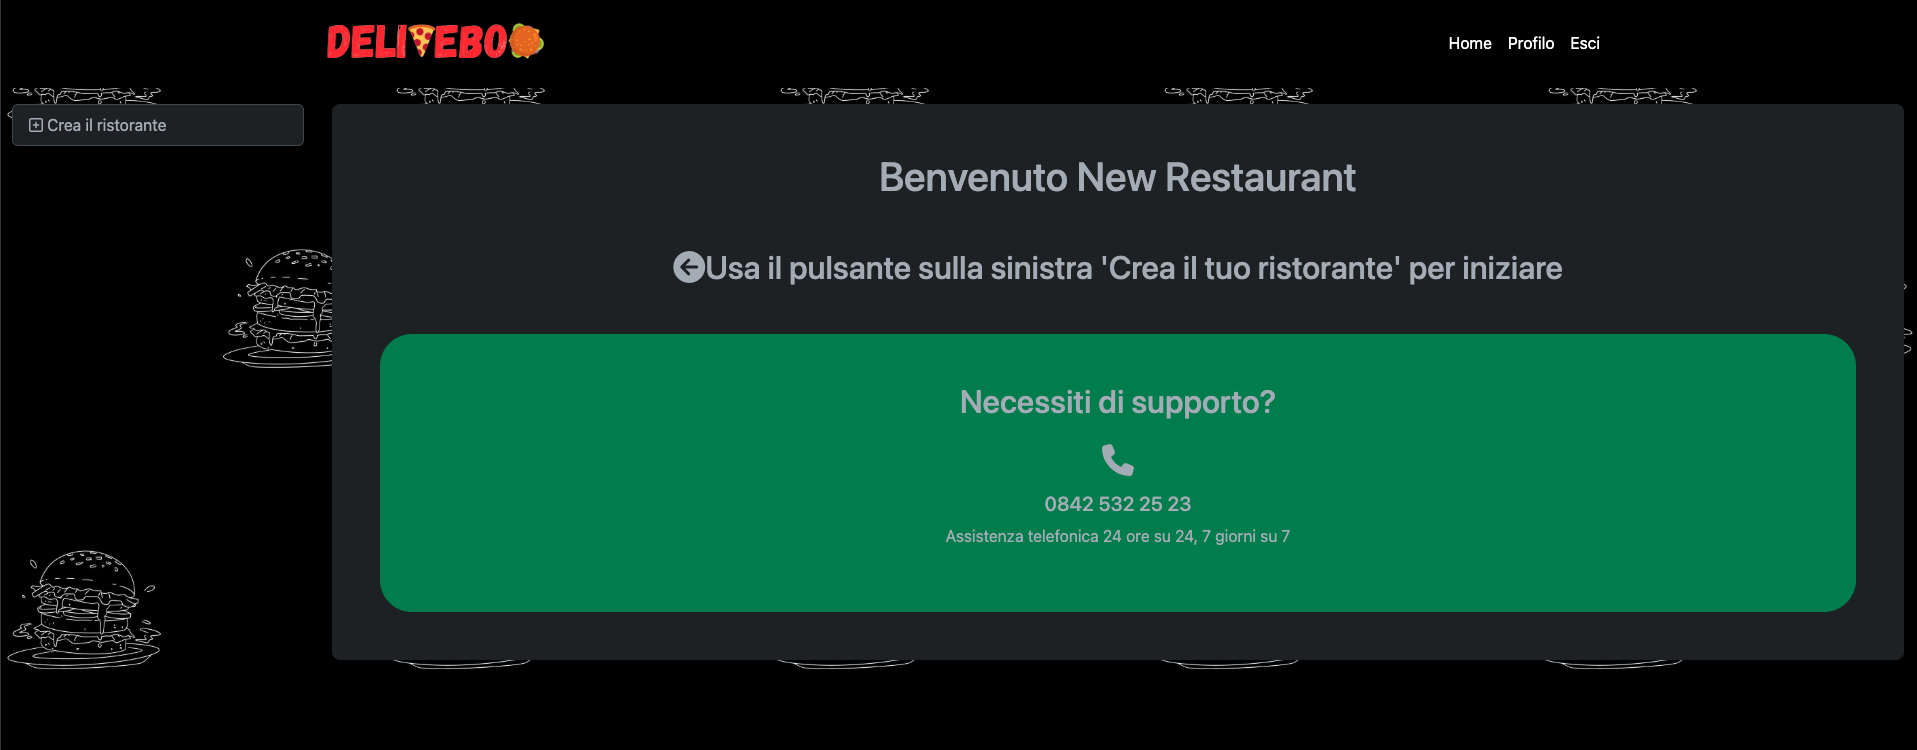 DELIVEBOO
Home Profilo Esci
Crea il ristorante
Benvenuto New Restaurant
Usa il pulsante sulla sinistra 'Crea il tuo ristorante' per iniziare
Necessiti di supporto?
0842 532 25 23
Assistenza telefonica 24 ore su 24, 7 giorni su 7